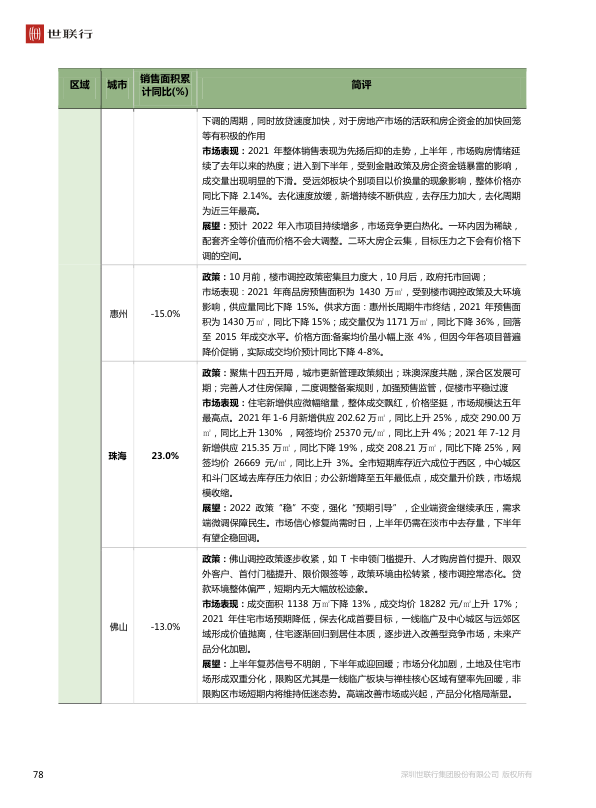 世联行
区域 城市 销售面积累计同比(%) 简评
下调的周期，同时放贷速度加快，对于房地产市场的活跃和房企资金的加快回笼
等有积极的作用
市场表现：2021 年整体销售表现为先扬后抑的走势，上半年，市场购房情绪延
续了去年以来的热度；进入到下半年，受到金融政策及房企资金链暴雷的影响，
成交量出现明显的下滑。受远郊板块个别项目以价换量的现象影响，整体价格亦
同比下降 2.14%。去化速度放缓，新增持续不断供应，去存压力加大，去化周期
为近三年最高。
展望：预计 2022 年入市项目持续增多，市场竞争更白热化。一环内因为稀缺，
配套齐全等价值而价格不会大调整。二环大房企云集，目标压力之下会有价格下
调的空间。
惠州 -15.0%
政策：10 月前，楼市调控政策密集且力度大，10 月后，政府托市回调；
市场表现：2021 年商品房预售面积为 1430 万㎡，受到楼市调控政策及大环境
影响，供应量同比下降 15%。供求方面：惠州长周期牛市终结，2021 年预售面
积为 1430 万㎡，同比下降 15%；成交量仅为 1171 万㎡，同比下降 36%，回落
至 2015 年成交水平。价格方面:备案均价虽小幅上涨 4%，但因今年各项目普遍
降价促销，实际成交均价预计同比下降 4-8%。
珠海 23.0%
政策：聚焦十四五开局，城市更新管理政策频出；珠澳深度共融，深合区发展可
期；完善人才住房保障，二度调整备案规则，加强预售监管，促楼市平稳过渡
市场表现：住宅新增供应微幅缩量，整体成交飘红，价格坚挺，市场规模达五年
最高点。2021 年 1-6 月新增供应 202.62 万㎡，同比上升 25%，成交 290.00 万
㎡，同比上升 130% ，网签均价 25370 元/㎡，同比上升 4%；2021 年 7-12 月
新增供应 215.35 万㎡，同比下降 19%，成交 208.21 万㎡，同比下降 25%，网
签均价 26669 元/㎡，同比上升 3%。全市短期库存近六成位于西区，中心城区
和斗门区域去库存压力依旧；办公新增降至五年最低点，成交量升价跌，市场规
模收缩。
展望：2022 政策“稳”不变，强化“预期引导”，企业端资金继续承压，需求
端微调保障民生。市场信心修复尚需时日，上半年仍需在淡市中去存量，下半年
有望企稳回调。
佛山 -13.0%
政策：佛山调控政策逐步收紧，如 T 卡申领门槛提升、人才购房首付提升、限双
外客户、首付门槛提升、限价限签等，政策环境由松转紧，楼市调控常态化。贷
款环境整体偏严，短期内无大幅放松迹象。
市场表现：成交面积 1138 万㎡下降 13%，成交均价 18282 元/㎡上升 17%；
2021 年住宅市场预期降低，保去化成首要目标，一线临广及中心城区与远郊区
域形成价值抛离，住宅逐渐回归到居住本质，逐步进入改善型竞争市场，未来产
品分化加剧。
展望：上半年复苏信号不明朗，下半年或迎回暖；市场分化加剧，土地及住宅市
场形成双重分化，限购区尤其是一线临广板块与禅桂核心区域有望率先回暖，非
限购区市场短期内将维持低迷态势。高端改善市场或兴起，产品分化格局渐显。
78
深圳世联行集团股份有限公司 版权所有